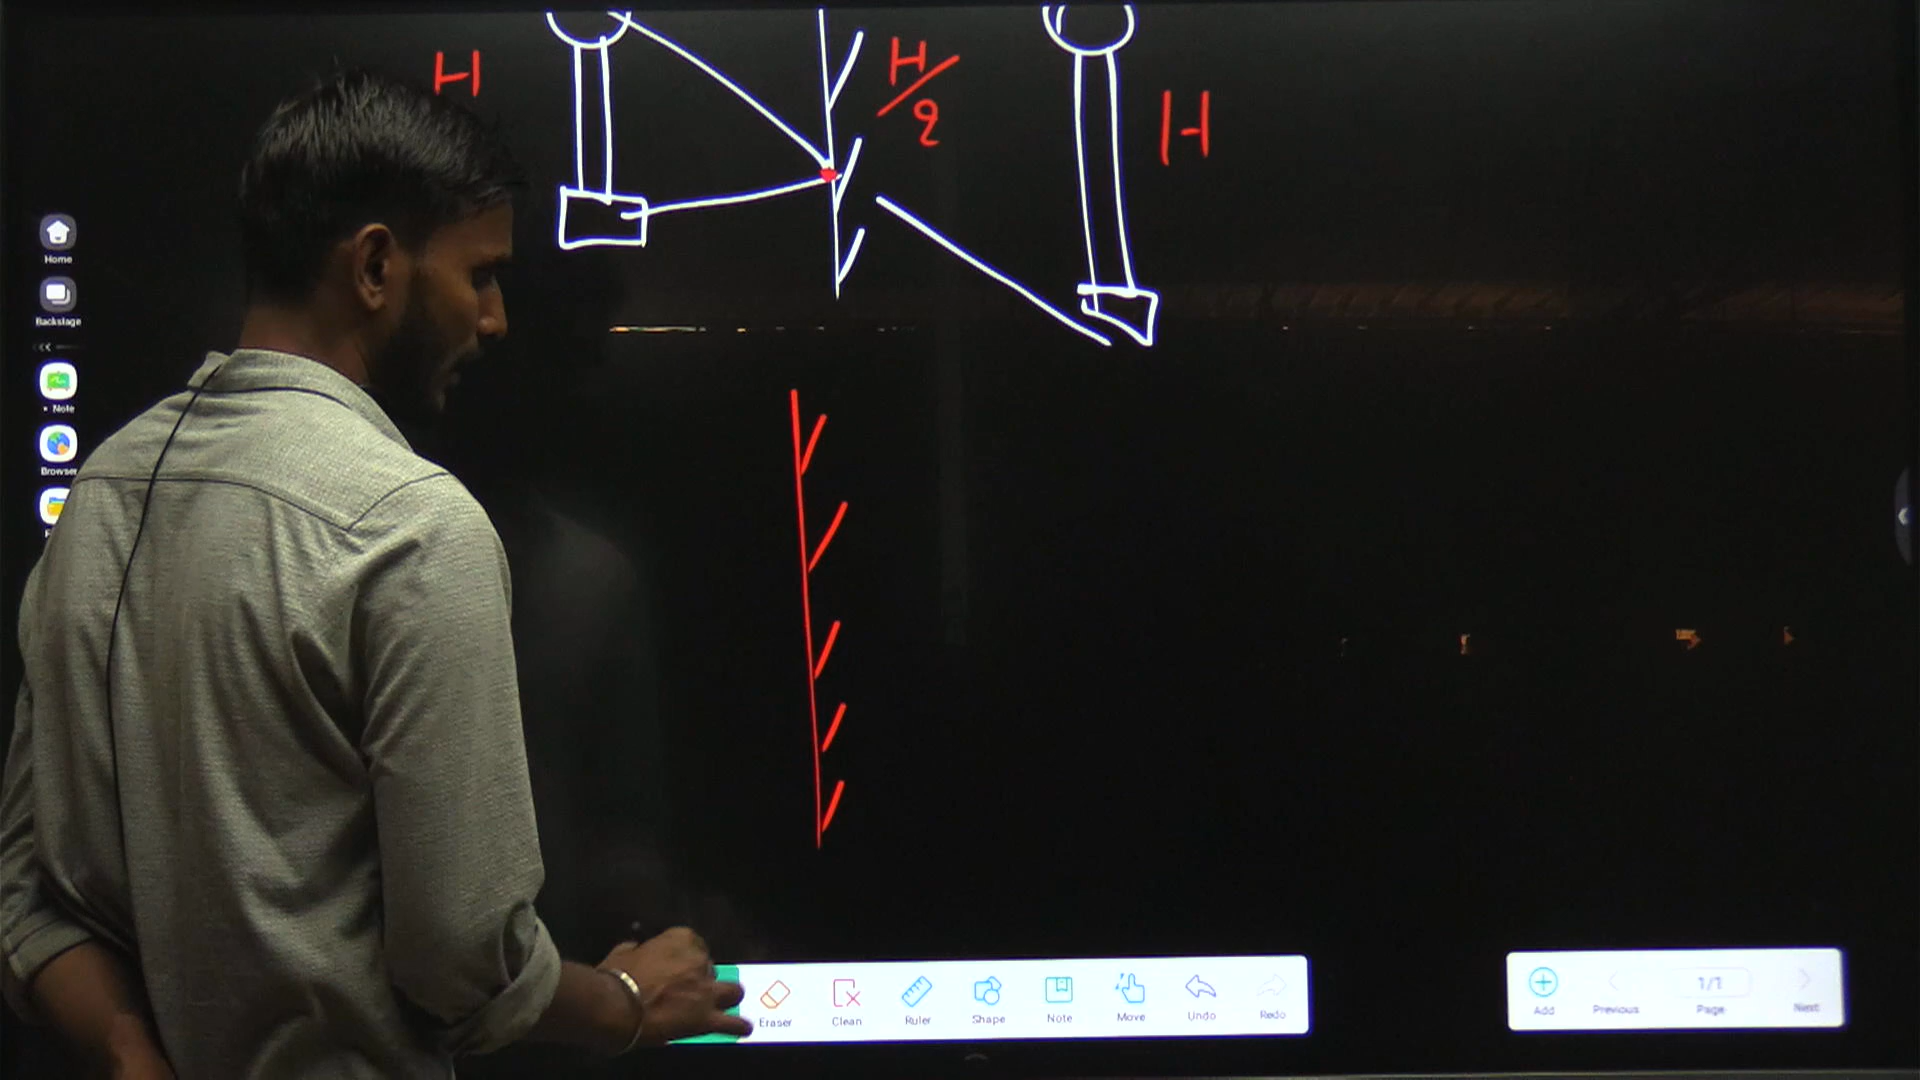 H
H/2
H
Home
Backstage
Note
Browser
Eraser
Clean
Ruler
Shape
Note
Move
Undo
Redo
Add
Previous
1/1
Page
Next